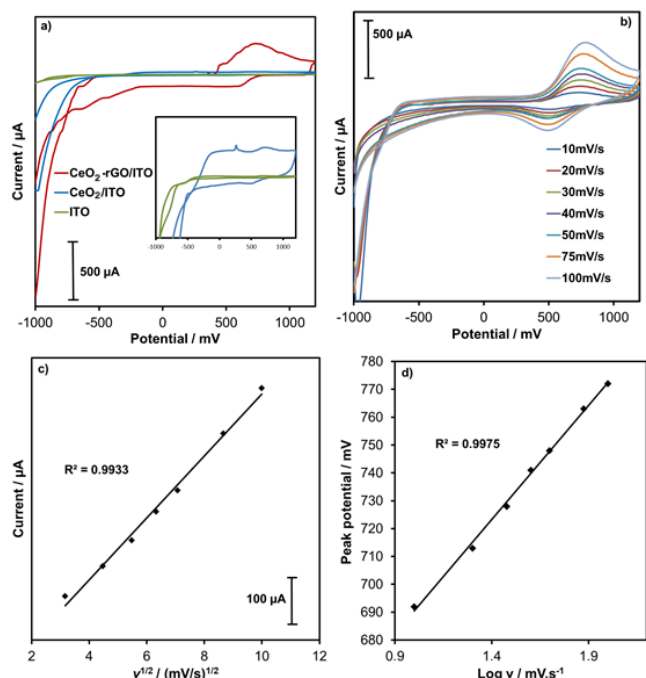 a)
Current / µA
CeO2-rGO/ITO
CeO2/ITO
ITO
500 µA
-1000 -500 0 500 1000
-1000 -500 0 500 1000
Potential / mV
b)
500 µA
Current / µA
10mV/s
20mV/s
30mV/s
40mV/s
50mV/s
75mV/s
100mV/s
-1000 -500 0 500 1000
Potential / mV
c)
R² = 0.9933
Current / µA
100 µA
2 4 6 8 10 12
v1/2 / (mV/s)1/2
d)
R² = 0.9975
Peak potential / mV
780
770
760
750
740
730
720
710
700
690
680
0.9 1.4 1.9
Log v / mV.s-1